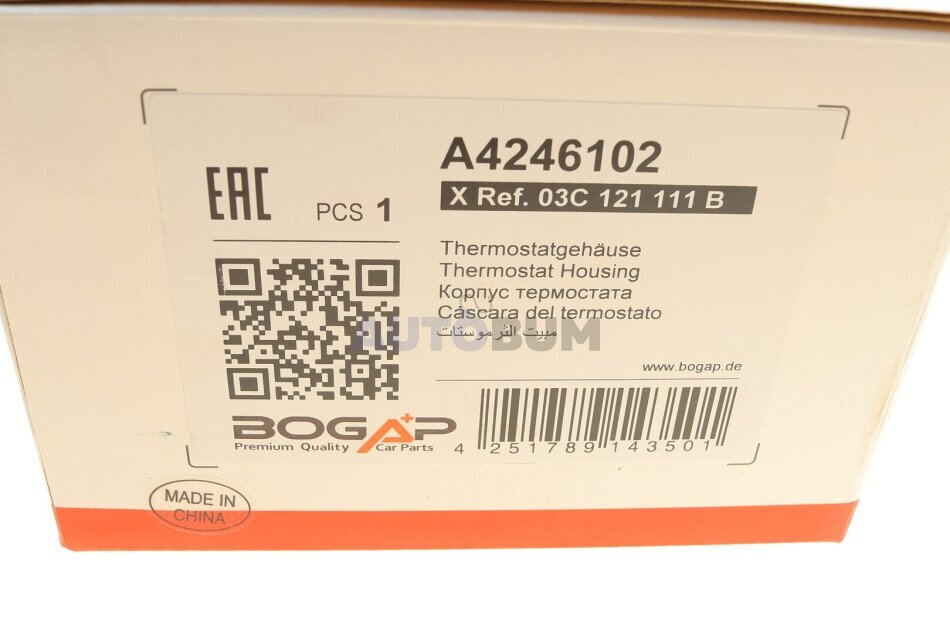 A4246102
X Ref. 03C 121 111 B
EAC
PCS 1
Thermostatgehäuse
Thermostat Housing
Корпус термостата
Cáscara del termostato
مبيت الثرموستات
AUTOBUM
www.bogap.de
BOGAP
Premium Quality Car Parts
4 251789 143501
MADE IN
CHINA